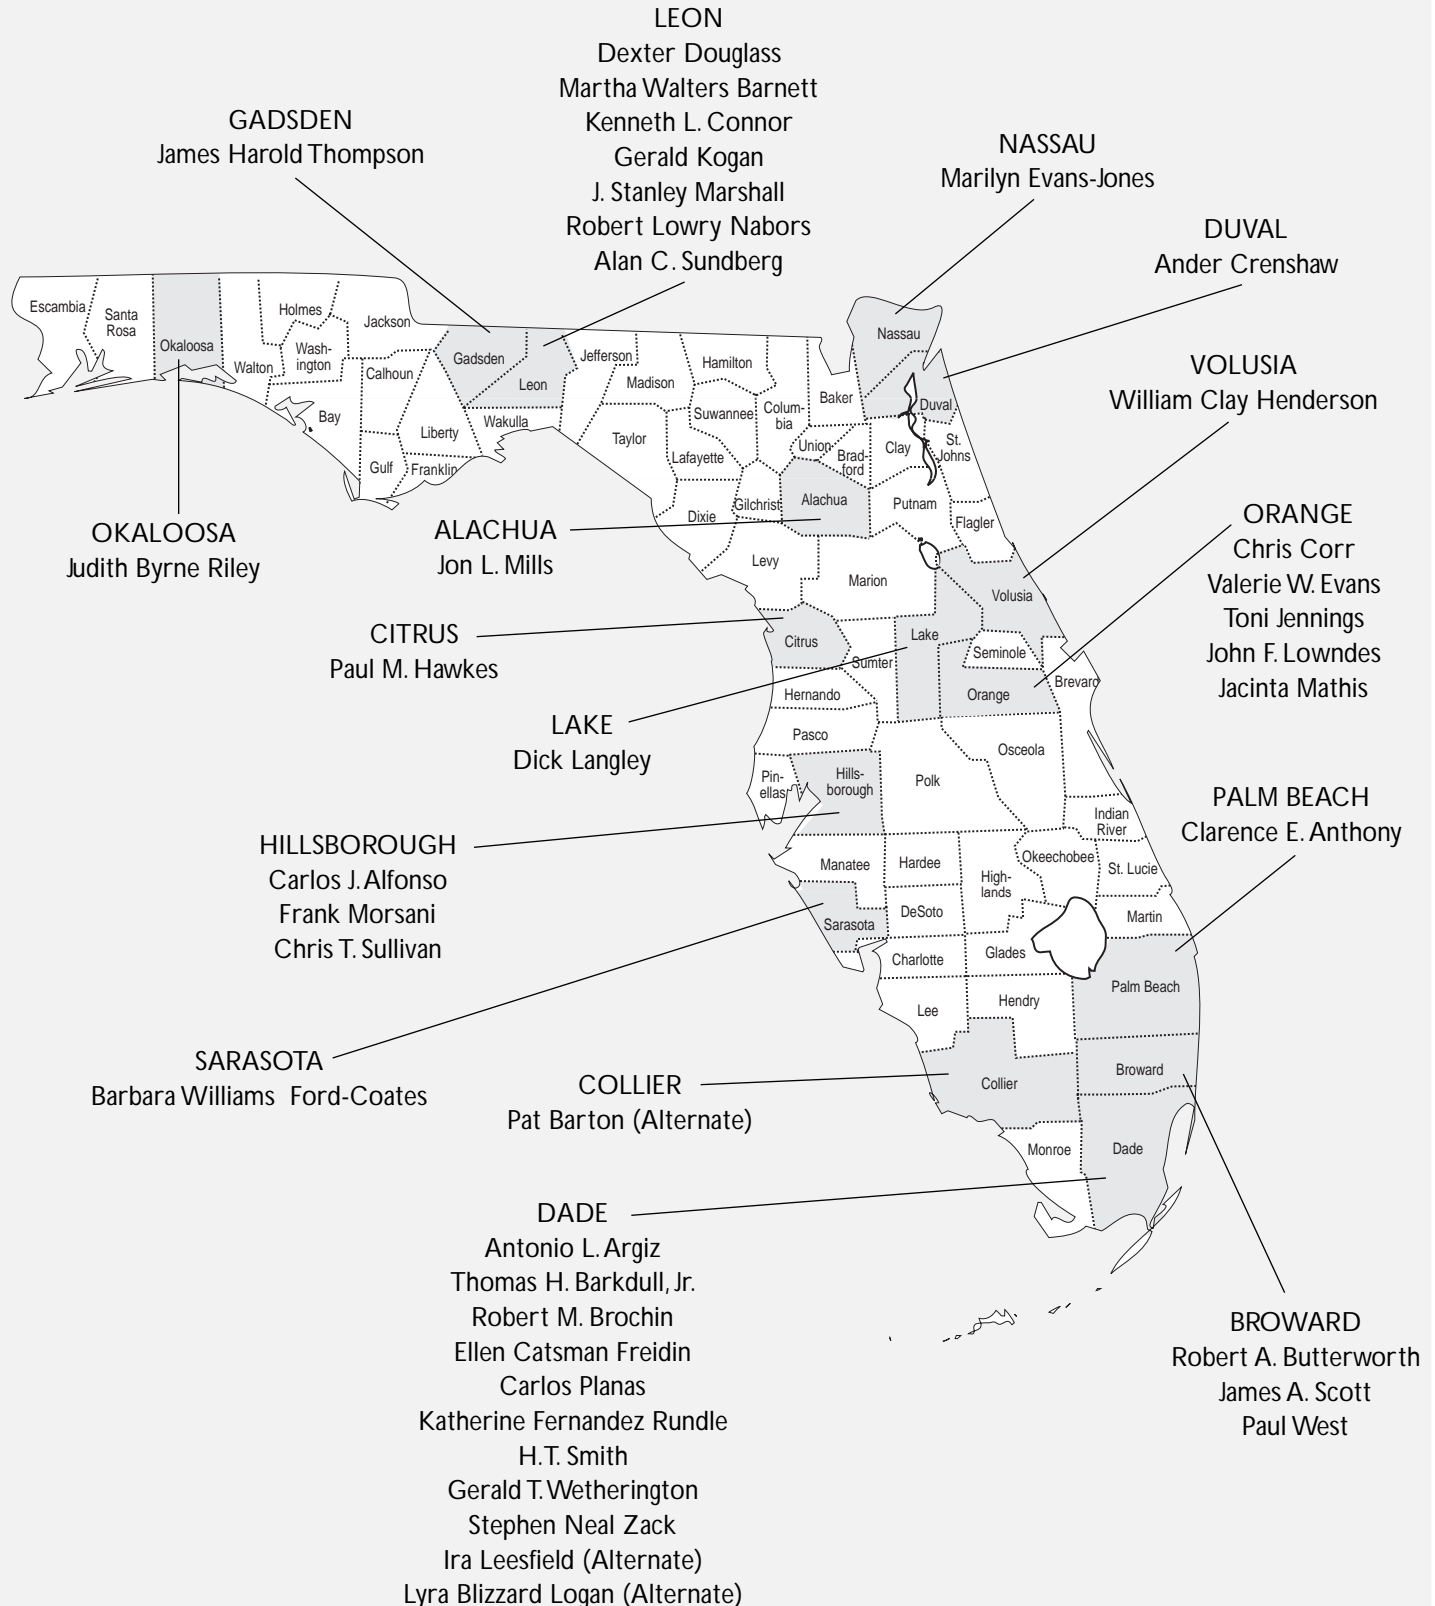 LEON
Dexter Douglass
Martha Walters Barnett
Kenneth L. Connor
Gerald Kogan
J. Stanley Marshall
Robert Lowry Nabors
Alan C. Sundberg
GADSDEN
James Harold Thompson
NASSAU
Marilyn Evans-Jones
DUVAL
Ander Crenshaw
VOLUSIA
William Clay Henderson
ORANGE
Chris Corr
Valerie W. Evans
Toni Jennings
John F. Lowndes
Jacinta Mathis
OKALOOSA
Judith Byrne Riley
ALACHUA
Jon L. Mills
CITRUS
Paul M. Hawkes
LAKE
Dick Langley
PALM BEACH
Clarence E. Anthony
HILLSBOROUGH
Carlos J. Alfonso
Frank Morsani
Chris T. Sullivan
SARASOTA
Barbara Williams Ford-Coates
COLLIER
Pat Barton (Alternate)
DADE
Antonio L. Argiz
Thomas H. Barkdull, Jr.
Robert M. Brochin
Ellen Catsman Freidin
Carlos Planas
Katherine Fernandez Rundle
H.T. Smith
Gerald T. Wetherington
Stephen Neal Zack
Ira Leesfield (Alternate)
Lyra Blizzard Logan (Alternate)
BROWARD
Robert A. Butterworth
James A. Scott
Paul West
Escambia
Santa
Rosa
Okaloosa
Walton
Holmes
Wash-
ington
Jackson
Bay
Calhoun
Gulf
Liberty
Franklin
Gadsden
Leon
Wakulla
Jefferson
Madison
Taylor
Hamilton
Suwannee
Lafayette
Dixie
Colum-
bia
Gilchrist
Baker
Union
Brad-
ford
Alachua
Levy
Nassau
Duval
Clay
St.
Johns
Putnam
Flagler
Marion
Volusia
Citrus
Sumter
Lake
Seminole
Orange
Brevard
Hernando
Pasco
Pin-
ellas
Hills-
borough
Polk
Osceola
Indian
River
Manatee
Hardee
High-
lands
Okeechobee
St. Lucie
Sarasota
DeSoto
Martin
Charlotte
Glades
Lee
Hendry
Palm Beach
Collier
Broward
Monroe
Dade